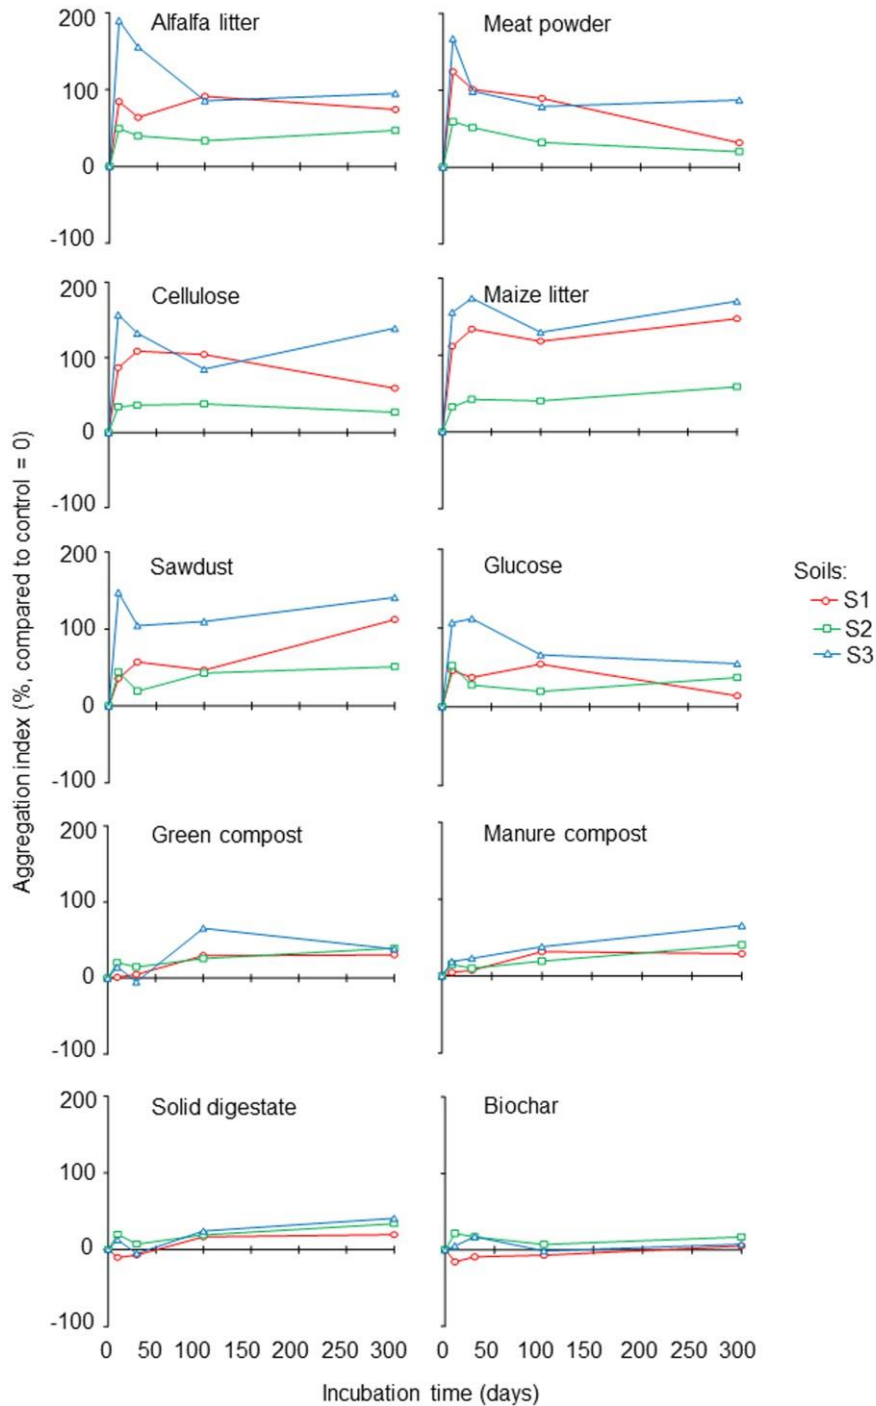 Aggregation index (%, compared to control = 0)
200
Alfalfa litter
Meat powder
100
0
-100
200
Cellulose
Maize litter
100
0
-100
200
Sawdust
Glucose
100
0
-100
Soils:
S1
S2
S3
200
Green compost
Manure compost
100
0
-100
200
Solid digestate
Biochar
100
0
-100
0 50 100 150 200 250 300
0 50 100 150 200 250 300
Incubation time (days)